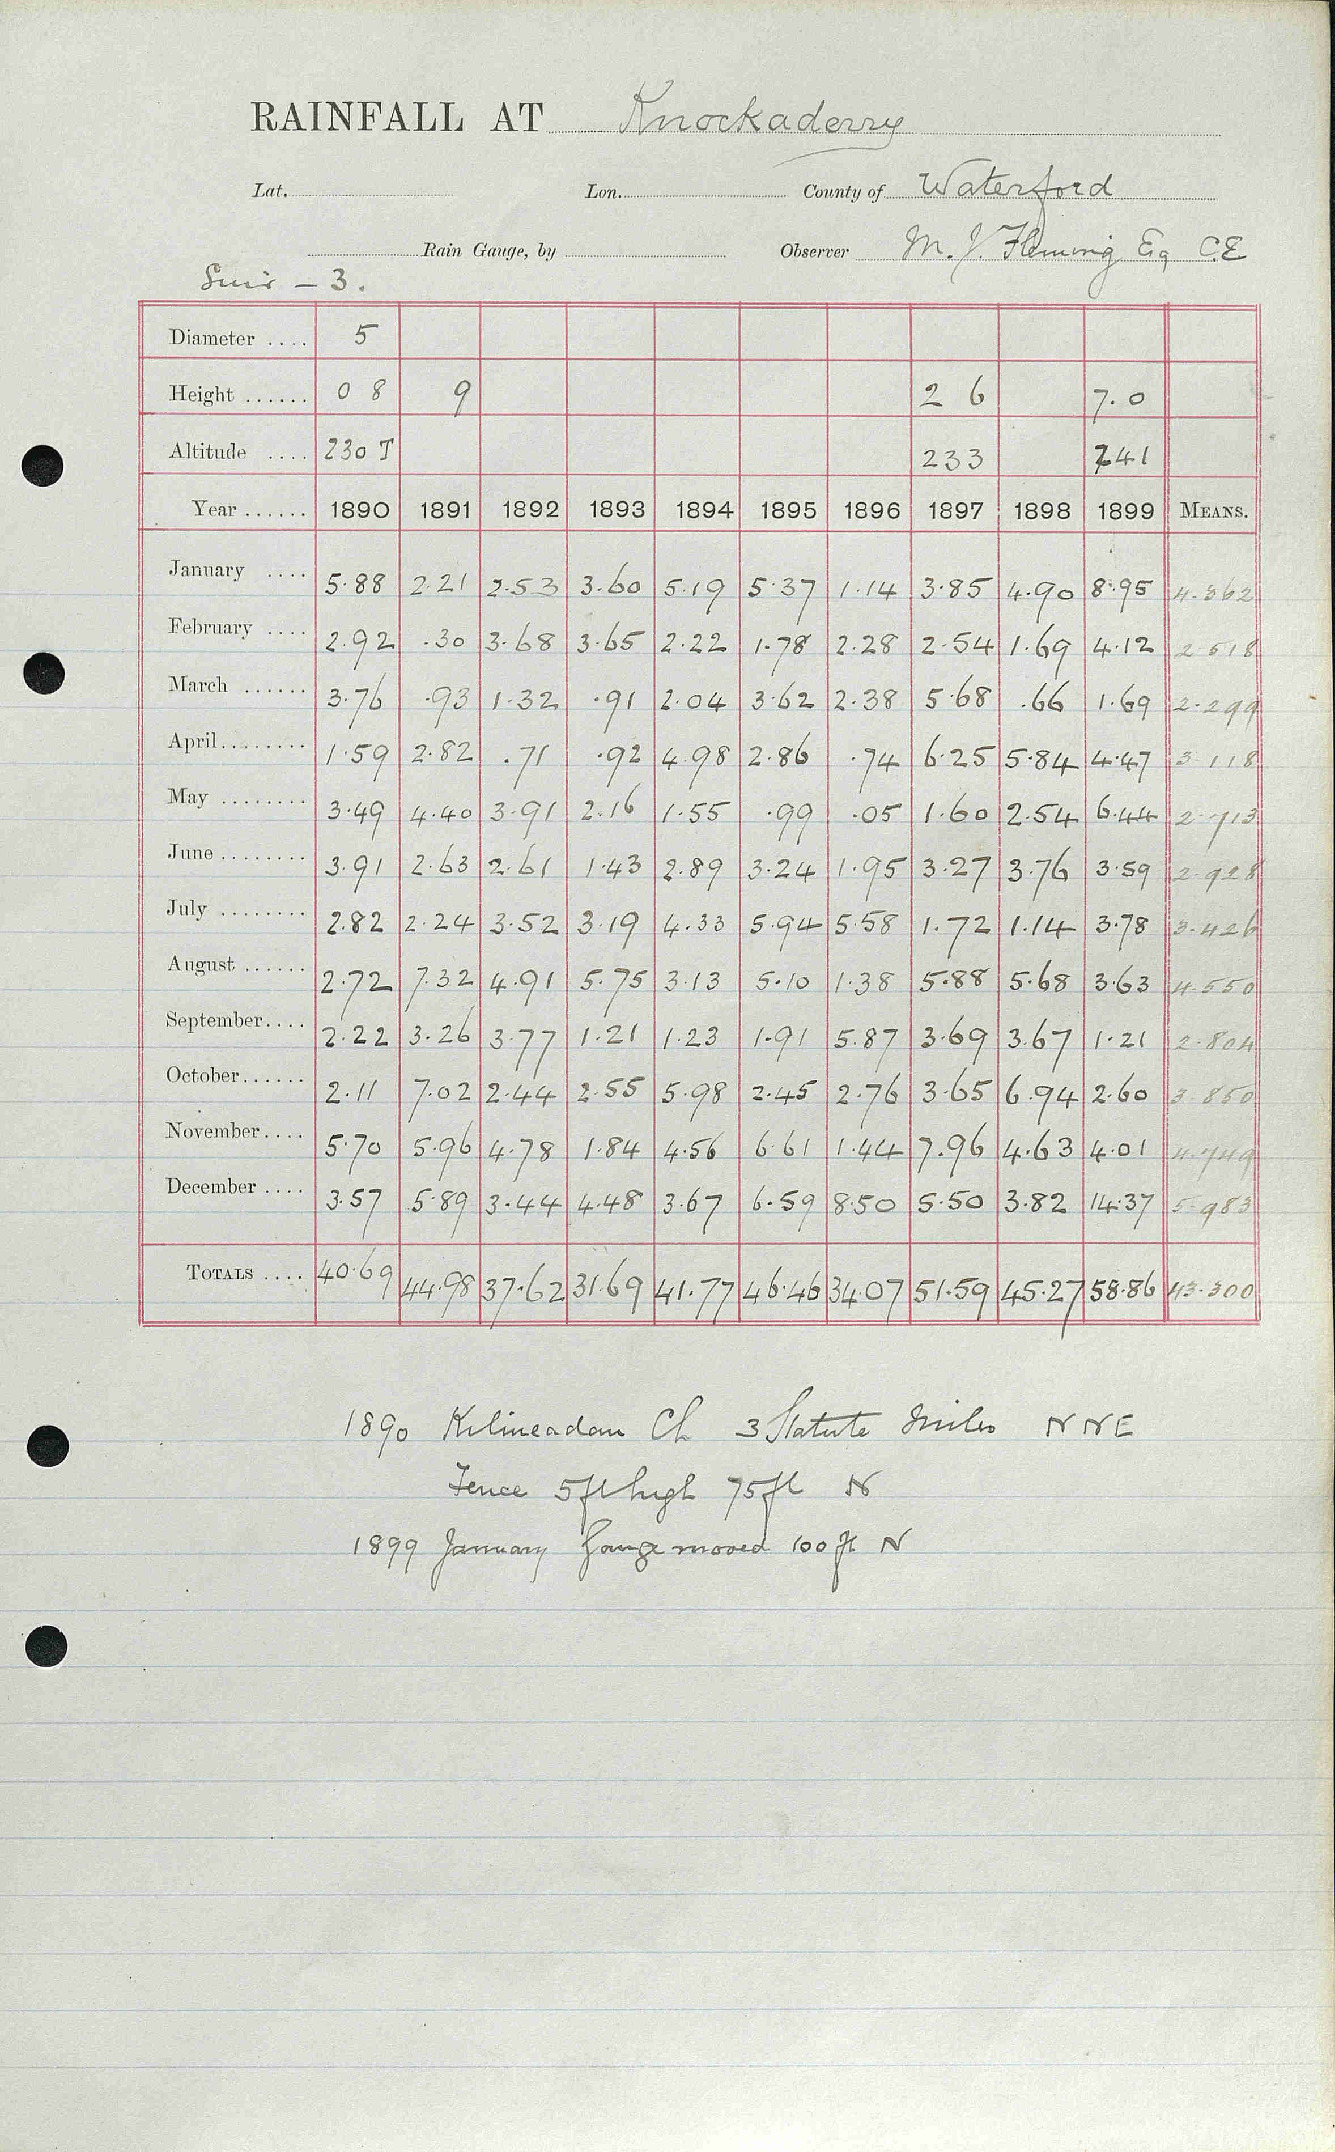 RAINFALL AT Knockaderry
Lat. Lon. County of Waterford
Rain Gauge, by Observer M. J. Fleming Esq C.E
Suir - 3.
Diameter .... 5
Height ...... 0 8 9 2 6 7.0
Altitude .... 230 T 233 241
Year ...... 1890 1891 1892 1893 1894 1895 1896 1897 1898 1899 MEANS.
January .... 5.88 2.21 2.53 3.60 5.19 5.37 1.14 3.85 4.90 8.95 4.362
February .... 2.92 .30 3.68 3.65 2.22 1.78 2.28 2.54 1.69 4.12 2.518
March ...... 3.76 .93 1.32 .91 2.04 3.62 2.38 5.68 .66 1.69 2.299
April........ 1.59 2.82 .71 .92 4.98 2.86 .74 6.25 5.84 4.47 3.118
May ........ 3.49 4.40 3.91 2.16 1.55 .99 .05 1.60 2.54 6.44 2.713
June ........ 3.91 2.63 2.61 1.43 2.89 3.24 1.95 3.27 3.76 3.59 2.928
July ........ 2.82 2.24 3.52 3.19 4.33 5.94 5.58 1.72 1.14 3.78 3.426
August ...... 2.72 7.32 4.91 5.75 3.13 5.10 1.38 5.88 5.68 3.63 4.550
September.... 2.22 3.26 3.77 1.21 1.23 1.91 5.87 3.69 3.67 1.21 2.804
October...... 2.11 7.02 2.44 2.55 5.98 2.45 2.76 3.65 6.94 2.60 3.850
November.... 5.70 5.96 4.78 1.84 4.56 6.61 1.44 7.96 4.63 4.01 4.749
December .... 3.57 5.89 3.44 4.48 3.67 6.59 8.50 5.50 3.82 14.37 5.983
TOTALS .... 40.69 44.98 37.62 31.69 41.77 46.46 34.07 51.59 45.27 58.86 43.300
1890 Kilmeadan Ch 3 Statute Miles NNE
Fence 5ft high 75ft N
1899 January Gauge moved 100 ft N